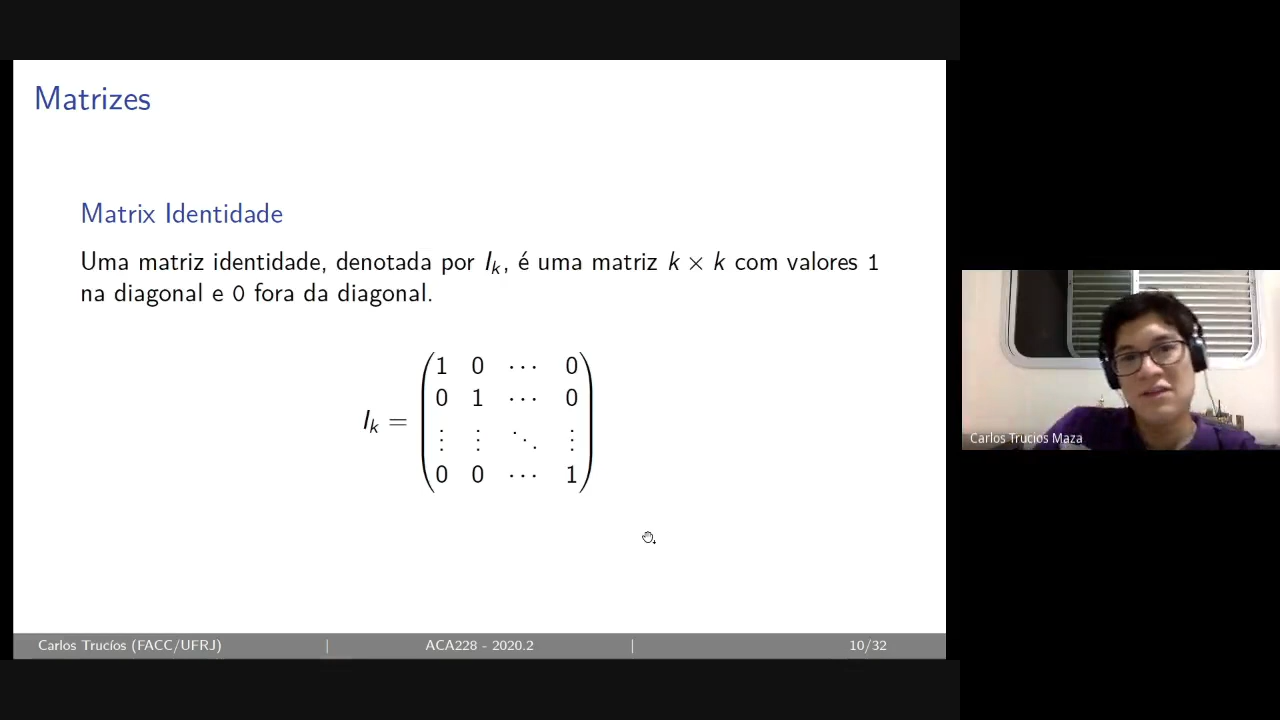 Matrizes
Matrix Identidade
Uma matriz identidade, denotada por I_k, é uma matriz k × k com valores 1
na diagonal e 0 fora da diagonal.
1 0 ⋯ 0
0 1 ⋯ 0
I_k =
⋮ ⋮ ⋱ ⋮
0 0 ⋯ 1
Carlos Trucios Maza
Carlos Trucíos (FACC/UFRJ) | ACA228 - 2020.2 | 10/32